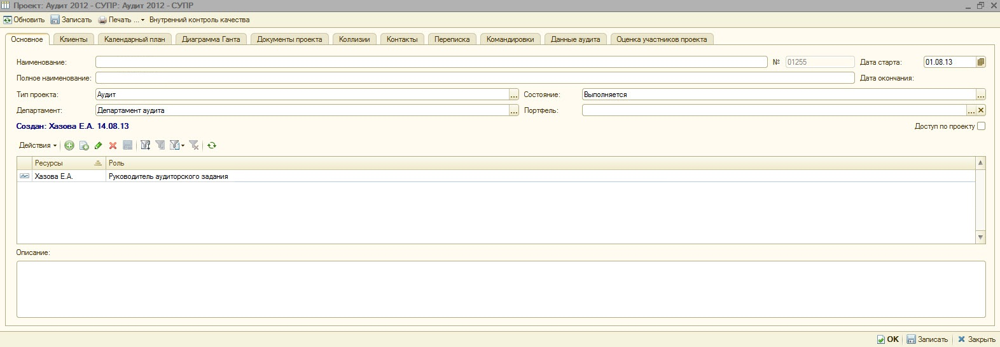 Проект: Аудит 2012 - СУПР: Аудит 2012 - СУПР
Обновить Записать Печать ... Внутренний контроль качества
Основное Клиенты Календарный план Диаграмма Ганта Документы проекта Коллизии Контакты Переписка Командировки Данные аудита Оценка участников проекта
Наименование: № 01255 Дата старта: 01.08.13
Полное наименование: Дата окончания:
Тип проекта: Аудит ... Состояние: Выполняется ...
Департамент: Департамент аудита ... Портфель: ...
Создан: Хазова Е.А. 14.08.13 Доступ по проекту
Действия
Ресурсы Роль
Хазова Е.А. Руководитель аудиторского задания
Описание:
OK Записать Закрыть